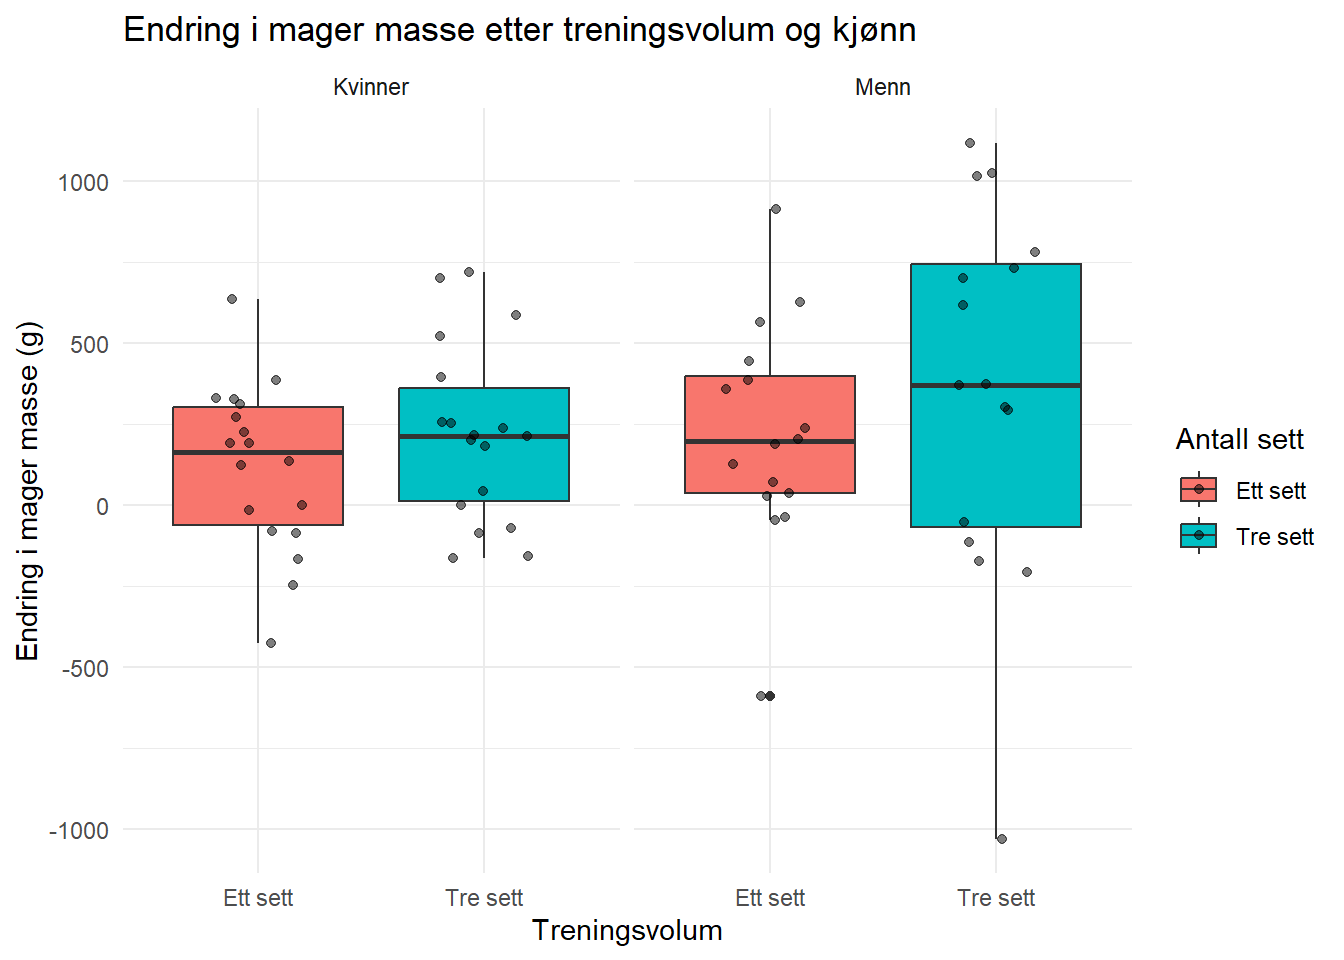 Endring i mager masse etter treningsvolum og kjønn
Kvinner
Menn
Endring i mager masse (g)
1000
500
0
-500
-1000
Ett sett
Tre sett
Ett sett
Tre sett
Treningsvolum
Antall sett
Ett sett
Tre sett